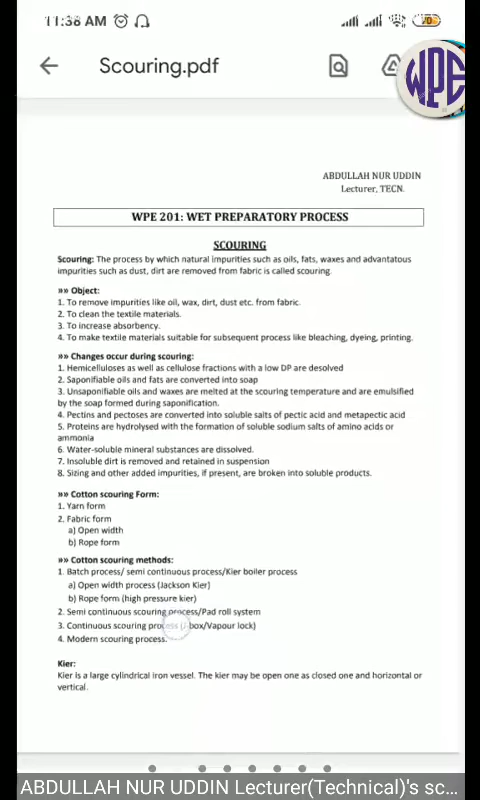 11:38 AM
70
Scouring.pdf
WPE
ABDULLAH NUR UDDIN
Lecturer, TECN.
WPE 201: WET PREPARATORY PROCESS
SCOURING
Scouring: The process by which natural impurities such as oils, fats, waxes and advantatous
impurities such as dust, dirt are removed from fabric is called scouring.
»» Object:
1. To remove impurities like oil, wax, dirt, dust etc. from fabric.
2. To clean the textile materials.
3. To increase absorbency.
4. To make textile materials suitable for subsequent process like bleaching, dyeing, printing.
»» Changes occur during scouring:
1. Hemicelluloses as well as cellulose fractions with a low DP are desolved
2. Saponifiable oils and fats are converted into soap
3. Unsaponifiable oils and waxes are melted at the scouring temperature and are emulsified
by the soap formed during saponification.
4. Pectins and pectoses are converted into soluble salts of pectic acid and metapectic acid
5. Proteins are hydrolysed with the formation of soluble sodium salts of amino acids or
ammonia
6. Water-soluble mineral substances are dissolved.
7. Insoluble dirt is removed and retained in suspension
8. Sizing and other added impurities, if present, are broken into soluble products.
»» Cotton scouring Form:
1. Yarn form
2. Fabric form
a) Open width
b) Rope form
»» Cotton scouring methods:
1. Batch process/ semi continuous process/Kier boiler process
a) Open width process (Jackson Kier)
b) Rope form (high pressure kier)
2. Semi continuous scouring process/Pad roll system
3. Continuous scouring process (J-box/Vapour lock)
4. Modern scouring process.
Kier:
Kier is a large cylindrical iron vessel. The kier may be open one as closed one and horizontal or
vertical.
ABDULLAH NUR UDDIN Lecturer(Technical)'s sc...